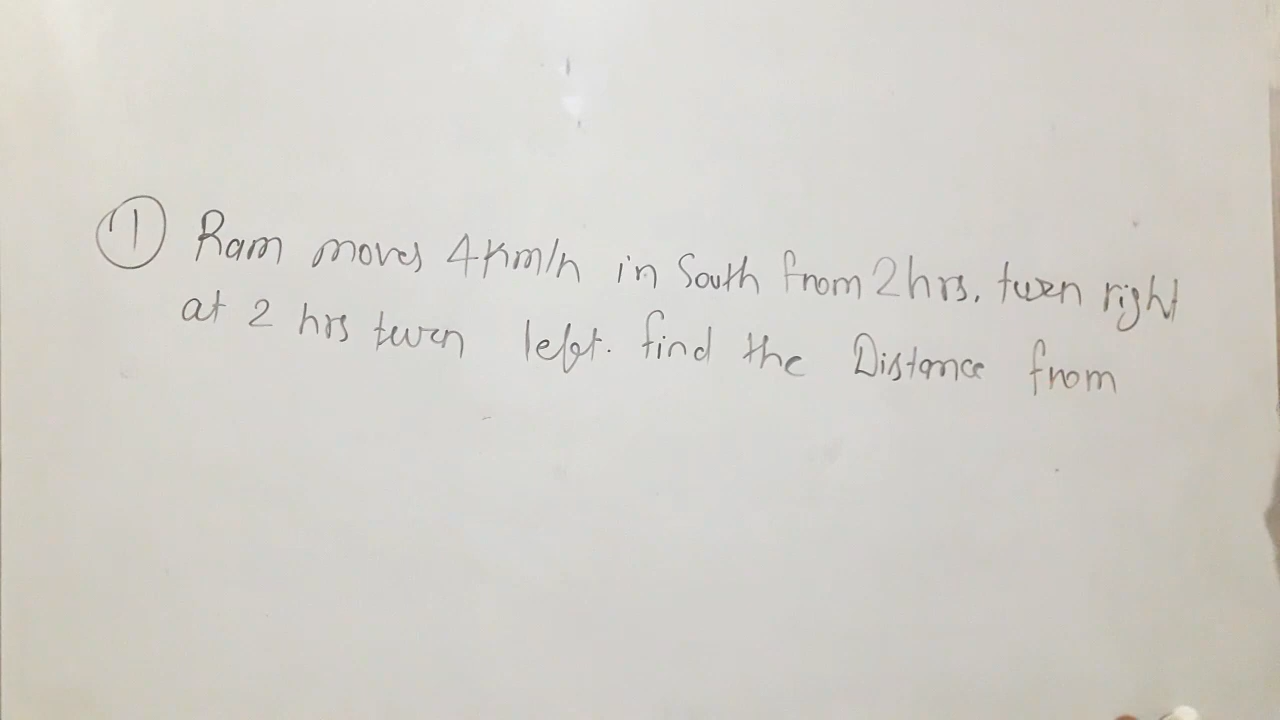 ① Ram moves 4Km/h in South from 2hrs. turn right
at 2 hrs turn left. find the Distance from